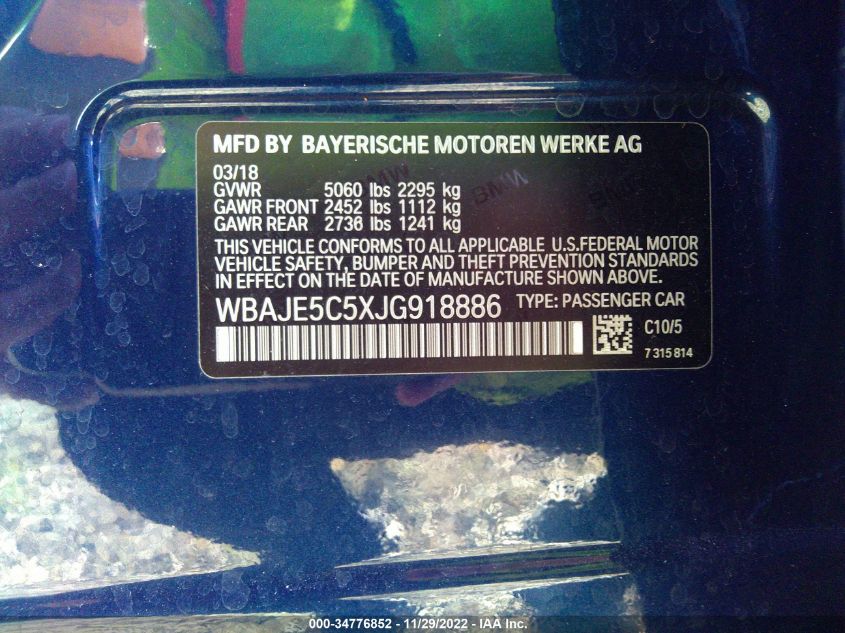 MFD BY BAYERISCHE MOTOREN WERKE AG
03/18
GVWR 5060 lbs 2295 kg
GAWR FRONT 2452 lbs 1112 kg
GAWR REAR 2736 lbs 1241 kg
THIS VEHICLE CONFORMS TO ALL APPLICABLE U.S.FEDERAL MOTOR
VEHICLE SAFETY, BUMPER AND THEFT PREVENTION STANDARDS
IN EFFECT ON THE DATE OF MANUFACTURE SHOWN ABOVE.
WBAJE5C5XJG918886 TYPE: PASSENGER CAR
C10/5
7 315 814
BMW
BMW
BMW
000-34776852 - 11/29/2022 - IAA Inc.